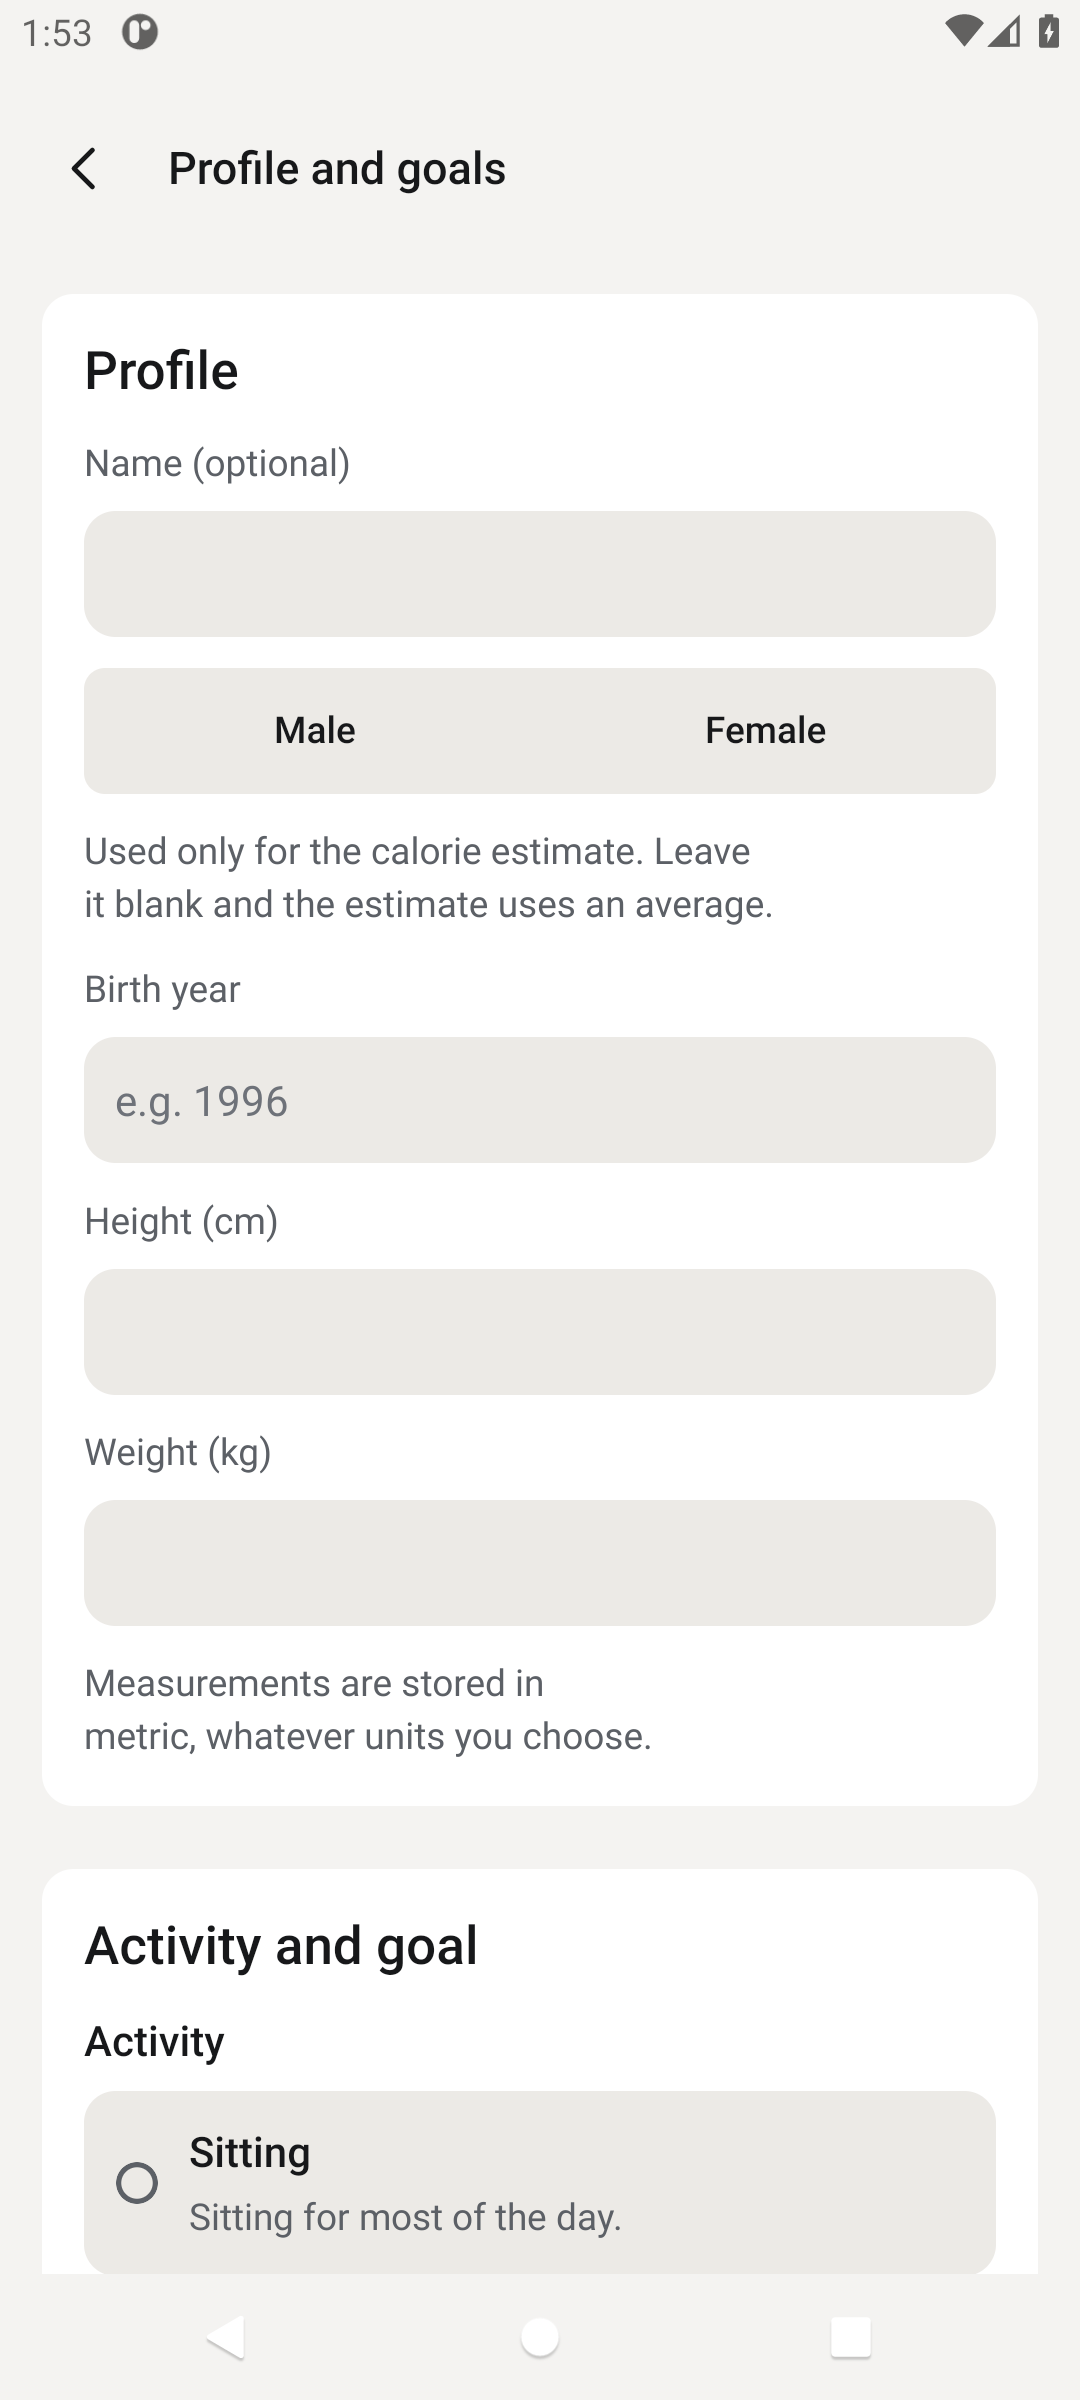 1:53
Profile and goals
Profile
Name (optional)
Male
Female
Used only for the calorie estimate. Leave
it blank and the estimate uses an average.
Birth year
e.g. 1996
Height (cm)
Weight (kg)
Measurements are stored in
metric, whatever units you choose.
Activity and goal
Activity
Sitting
Sitting for most of the day.